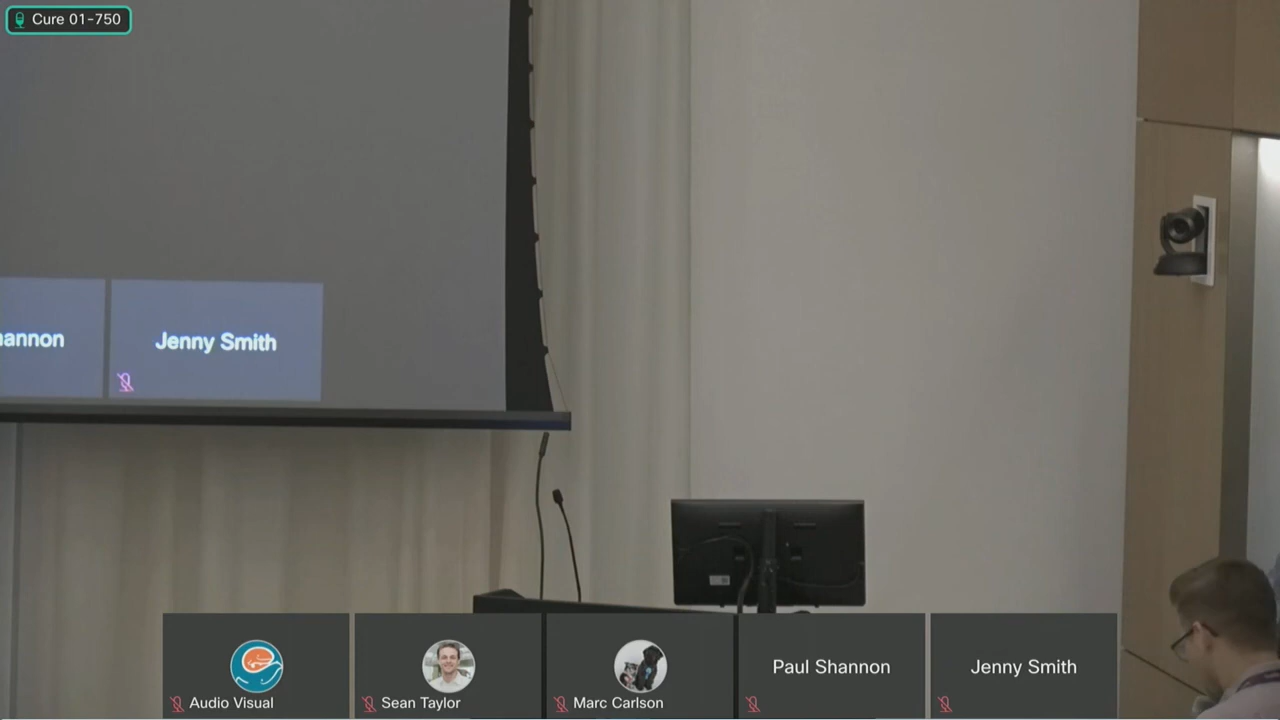 Cure 01-750
annon
Jenny Smith
Audio Visual
Sean Taylor
Marc Carlson
Paul Shannon
Jenny Smith